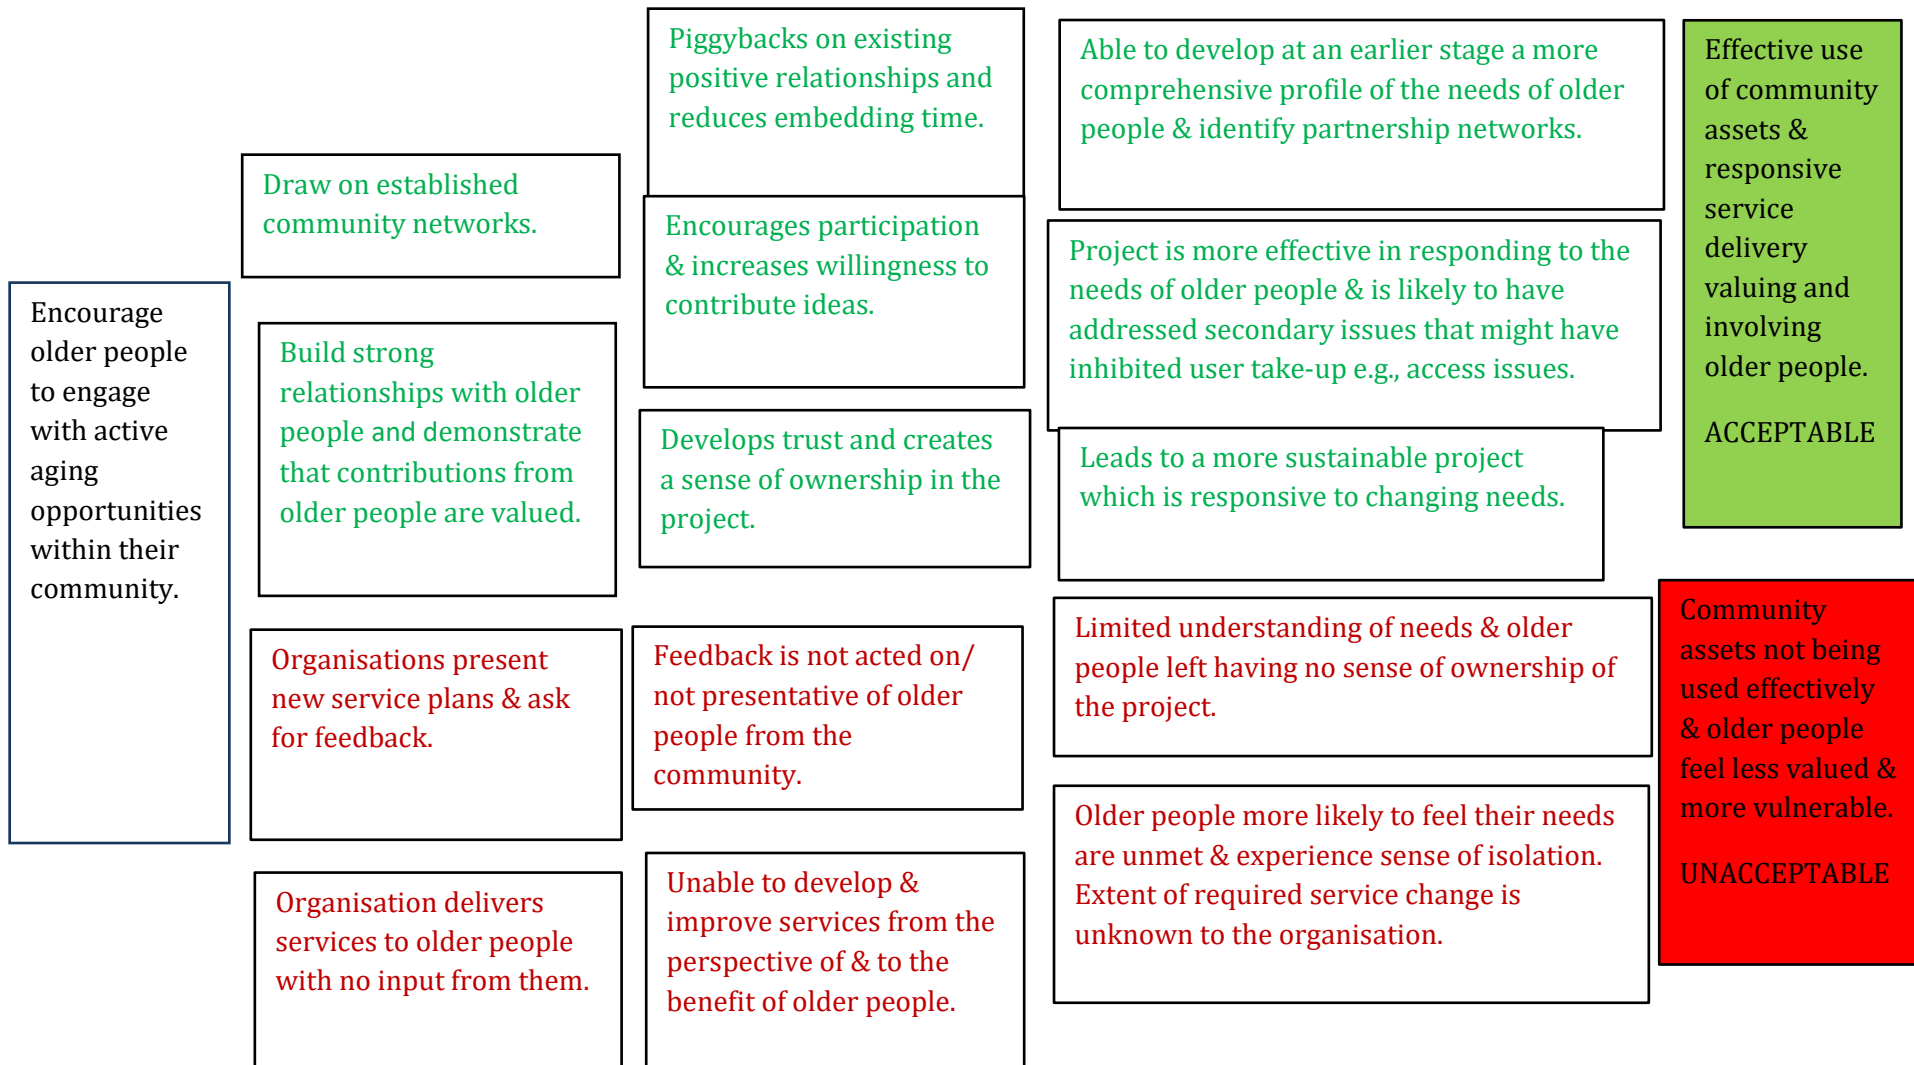 Encourage
older people
to engage
with active
aging
opportunities
within their
community.
Draw on established
community networks.
Build strong
relationships with older
people and demonstrate
that contributions from
older people are valued.
Organisations present
new service plans & ask
for feedback.
Organisation delivers
services to older people
with no input from them.
Piggybacks on existing
positive relationships and
reduces embedding time.
Encourages participation
& increases willingness to
contribute ideas.
Develops trust and creates
a sense of ownership in the
project.
Feedback is not acted on/
not presentative of older
people from the
community.
Unable to develop &
improve services from the
perspective of & to the
benefit of older people.
Able to develop at an earlier stage a more
comprehensive profile of the needs of older
people & identify partnership networks.
Project is more effective in responding to the
needs of older people & is likely to have
addressed secondary issues that might have
inhibited user take-up e.g., access issues.
Leads to a more sustainable project
which is responsive to changing needs.
Limited understanding of needs & older
people left having no sense of ownership of
the project.
Older people more likely to feel their needs
are unmet & experience sense of isolation.
Extent of required service change is
unknown to the organisation.
Effective use
of community
assets &
responsive
service
delivery
valuing and
involving
older people.
ACCEPTABLE
Community
assets not being
used effectively
& older people
feel less valued &
more vulnerable.
UNACCEPTABLE